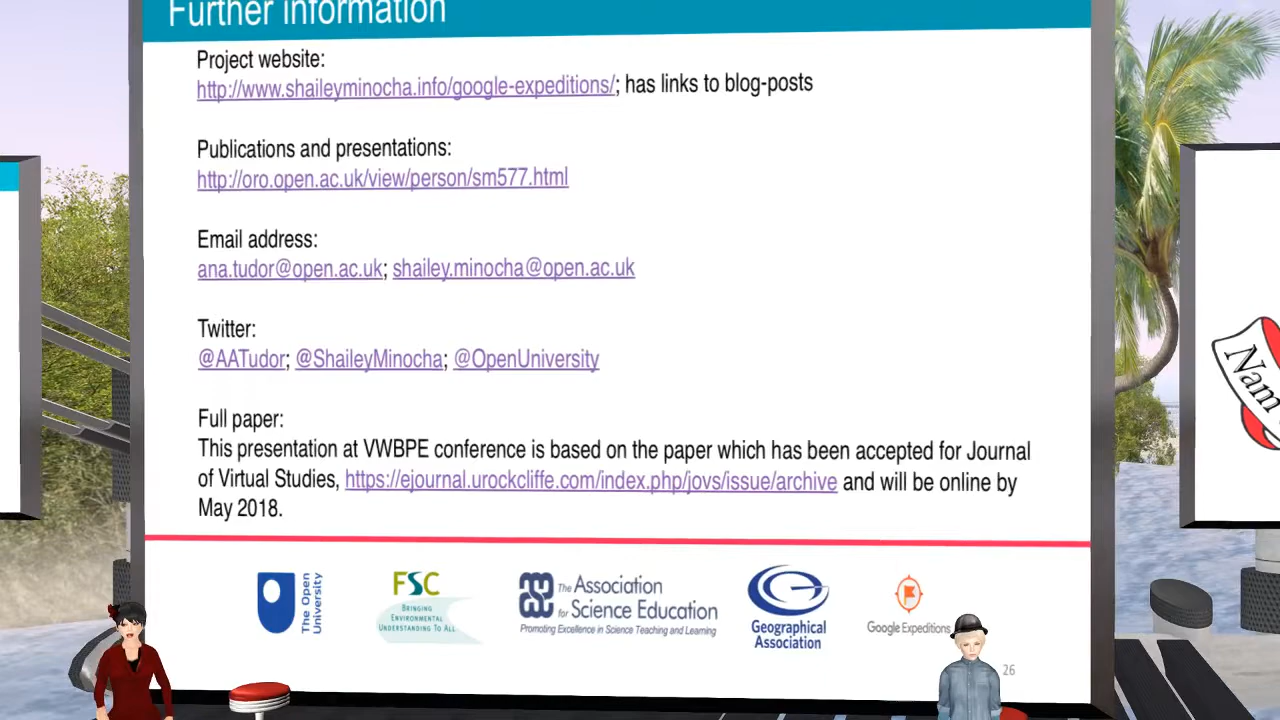 Further information
Project website:
http://www.shaileyminocha.info/google-expeditions/; has links to blog-posts
Publications and presentations:
http://oro.open.ac.uk/view/person/sm577.html
Email address:
ana.tudor@open.ac.uk; shailey.minocha@open.ac.uk
Twitter:
@AATudor; @ShaileyMinocha; @OpenUniversity
Full paper:
This presentation at VWBPE conference is based on the paper which has been accepted for Journal
of Virtual Studies, https://ejournal.urockcliffe.com/index.php/jovs/issue/archive and will be online by
May 2018.
The Open
University
FSC
BRINGING
ENVIRONMENTAL
UNDERSTANDING TO ALL
The Association
for Science Education
Promoting Excellence in Science Teaching and Learning
Geographical
Association
Google Expeditions
26
Nam